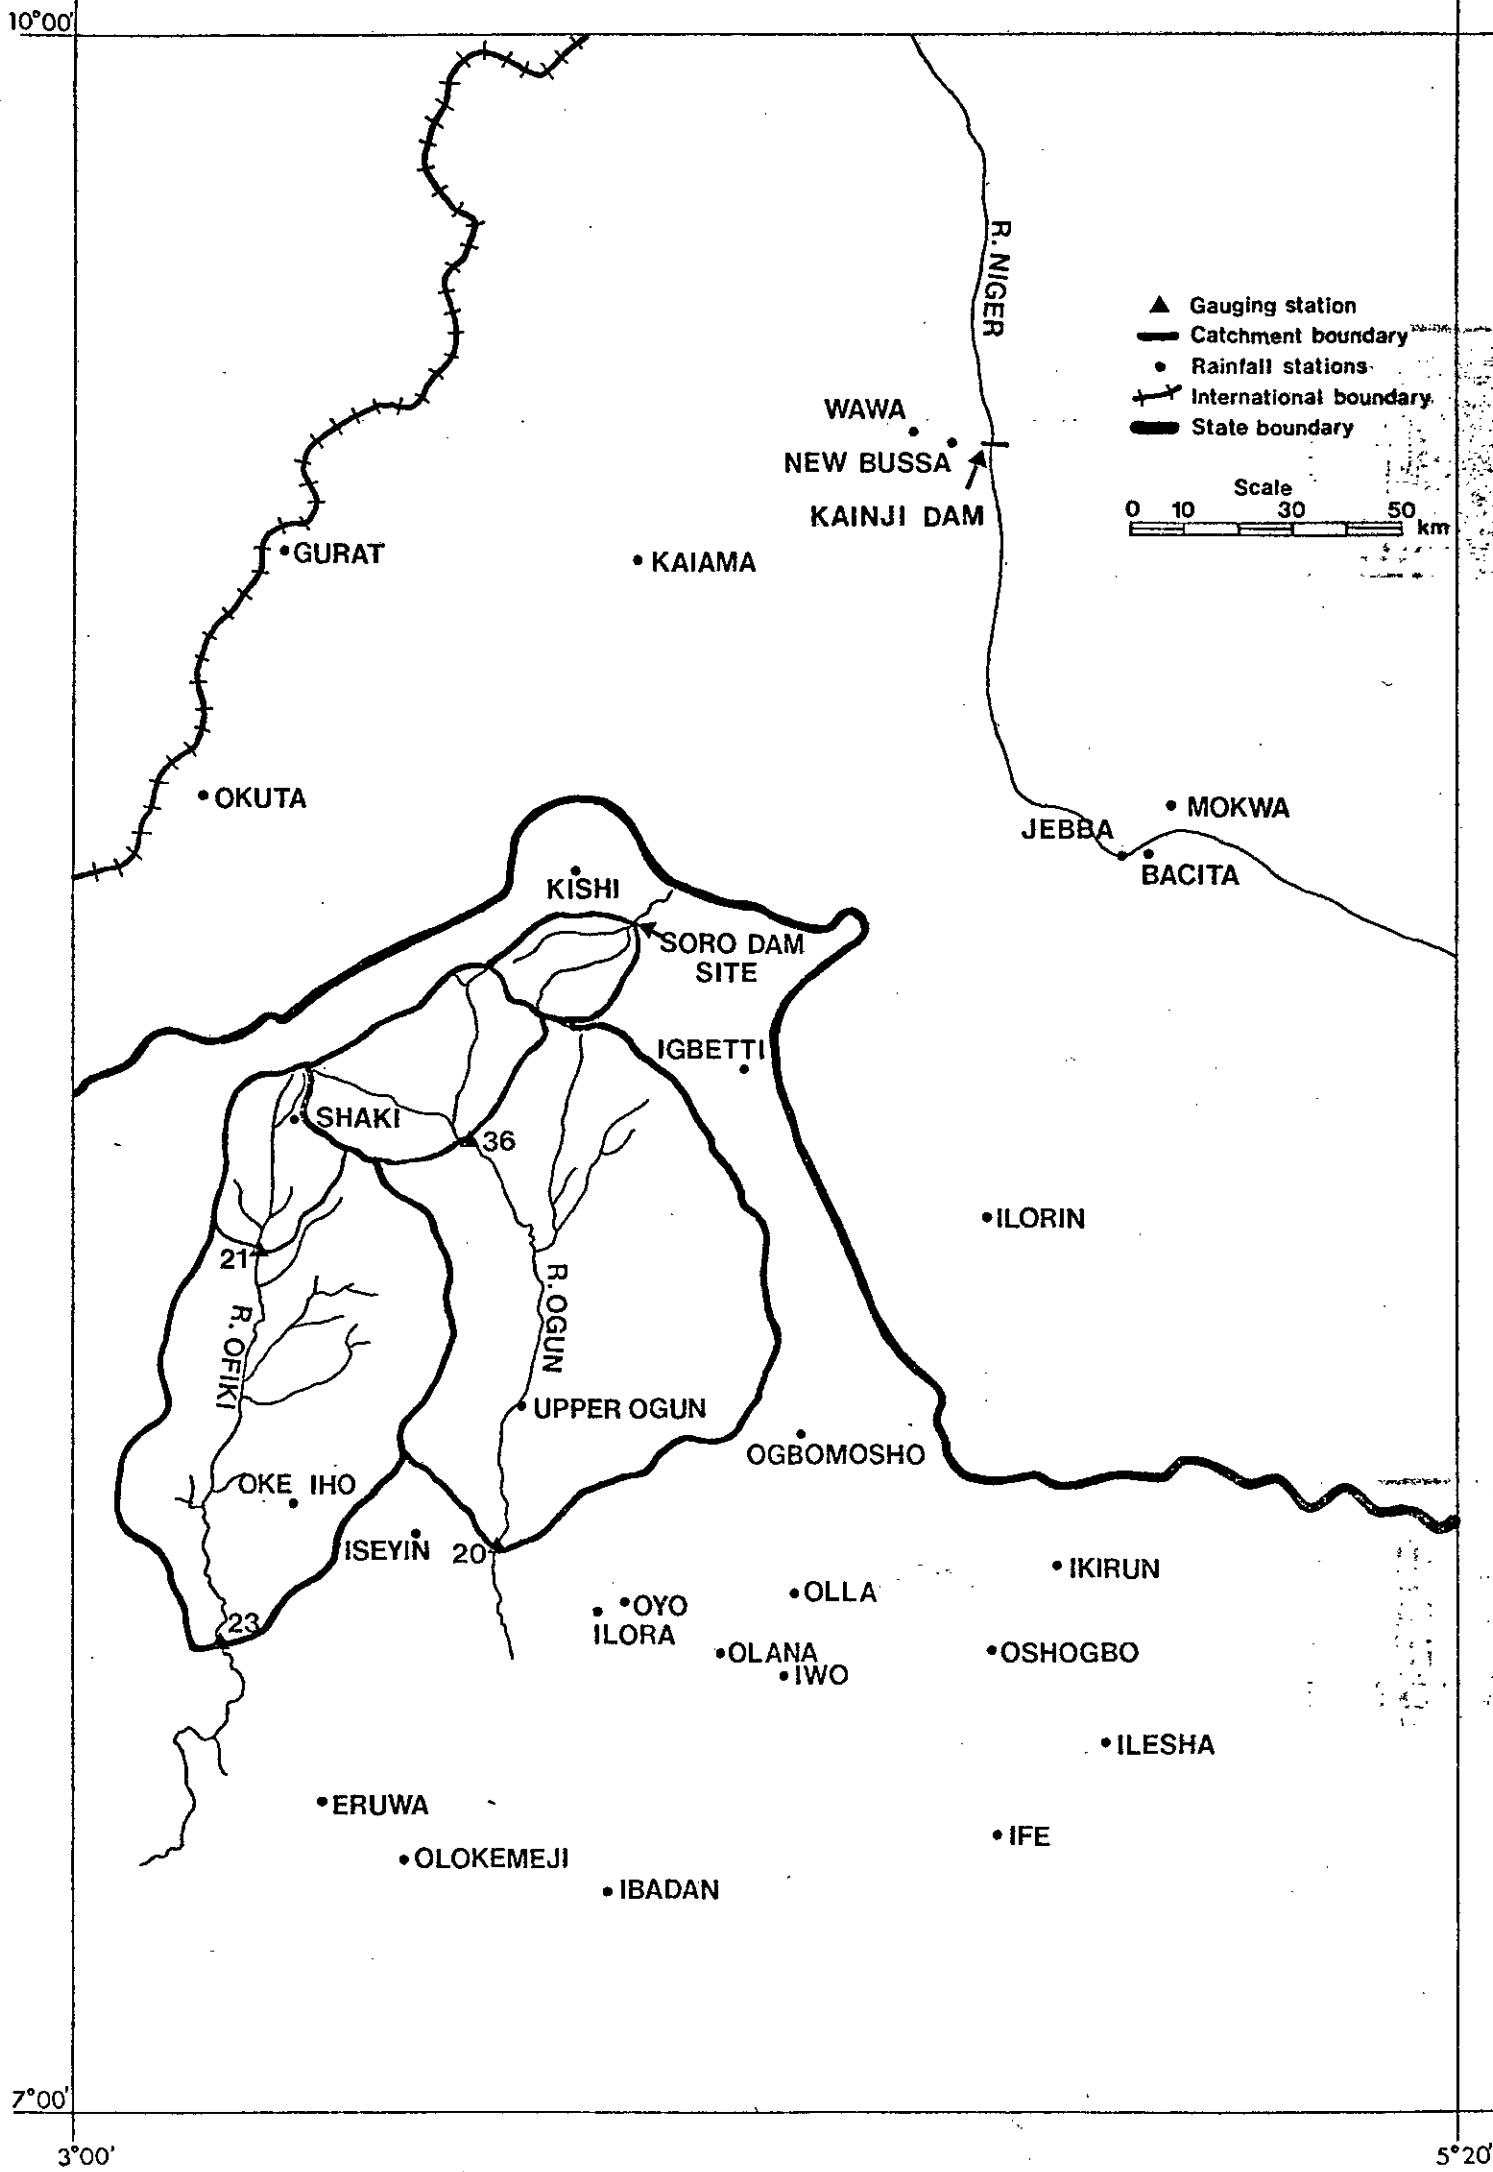 10°00'
R. NIGER
Gauging station
Catchment boundary
Rainfall stations
International boundary
State boundary
WAWA
NEW BUSSA
KAINJI DAM
Scale
0 10 30 50
km
GURAT
KAIAMA
OKUTA
MOKWA
JEBBA
BACITA
KISHI
SORO DAM
SITE
IGBETTI
SHAKI
36
ILORIN
21
R. OFIKI
R. OGUN
UPPER OGUN
OGBOMOSHO
OKE IHO
ISEYIN
20
IKIRUN
OLLA
OYO
ILORA
23
OLANA
IWO
OSHOGBO
ILESHA
ERUWA
IFE
OLOKEMEJI
IBADAN
7°00'
3°00'
5°20'